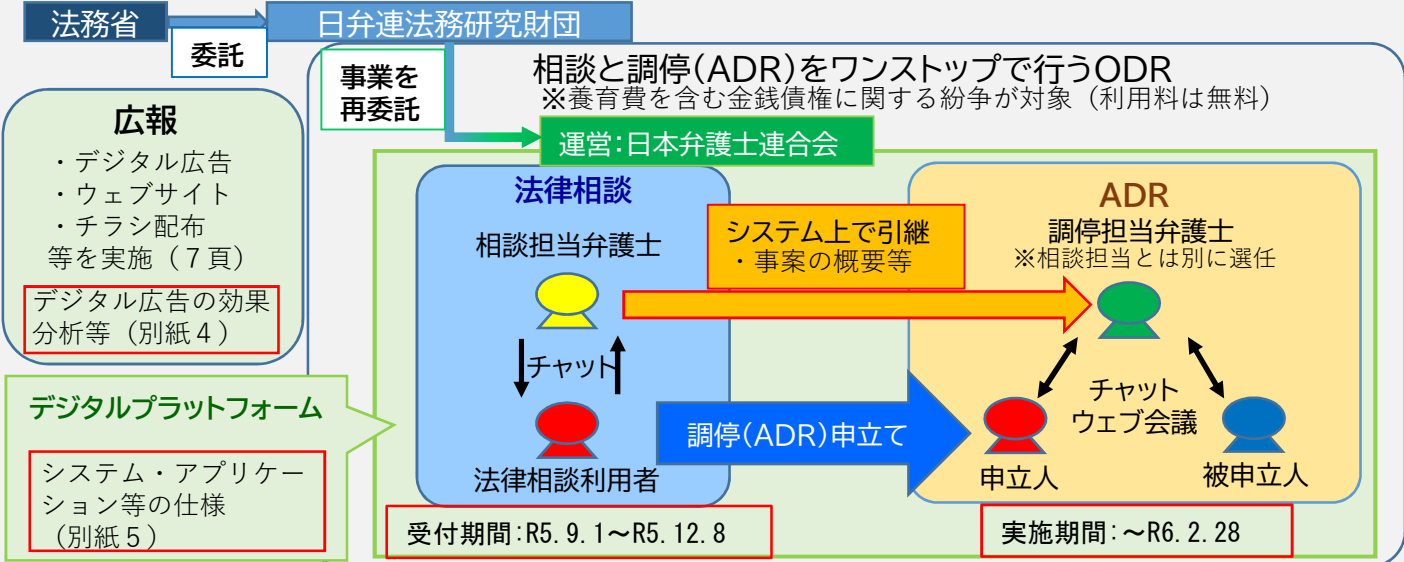 法務省
委託
日弁連法務研究財団
事業を
再委託
相談と調停(ADR)をワンストップで行うODR
※養育費を含む金銭債権に関する紛争が対象（利用料は無料）
運営:日本弁護士連合会
広報
・デジタル広告
・ウェブサイト
・チラシ配布
等を実施（７頁）
デジタル広告の効果
分析等（別紙４）
デジタルプラットフォーム
システム・アプリケー
ション等の仕様
（別紙５）
法律相談
相談担当弁護士
チャット
法律相談利用者
システム上で引継
・事案の概要等
調停(ADR)申立て
ADR
調停担当弁護士
※相談担当とは別に選任
チャット
ウェブ会議
申立人
被申立人
受付期間:R5.9.1～R5.12.8
実施期間:～R6.2.28